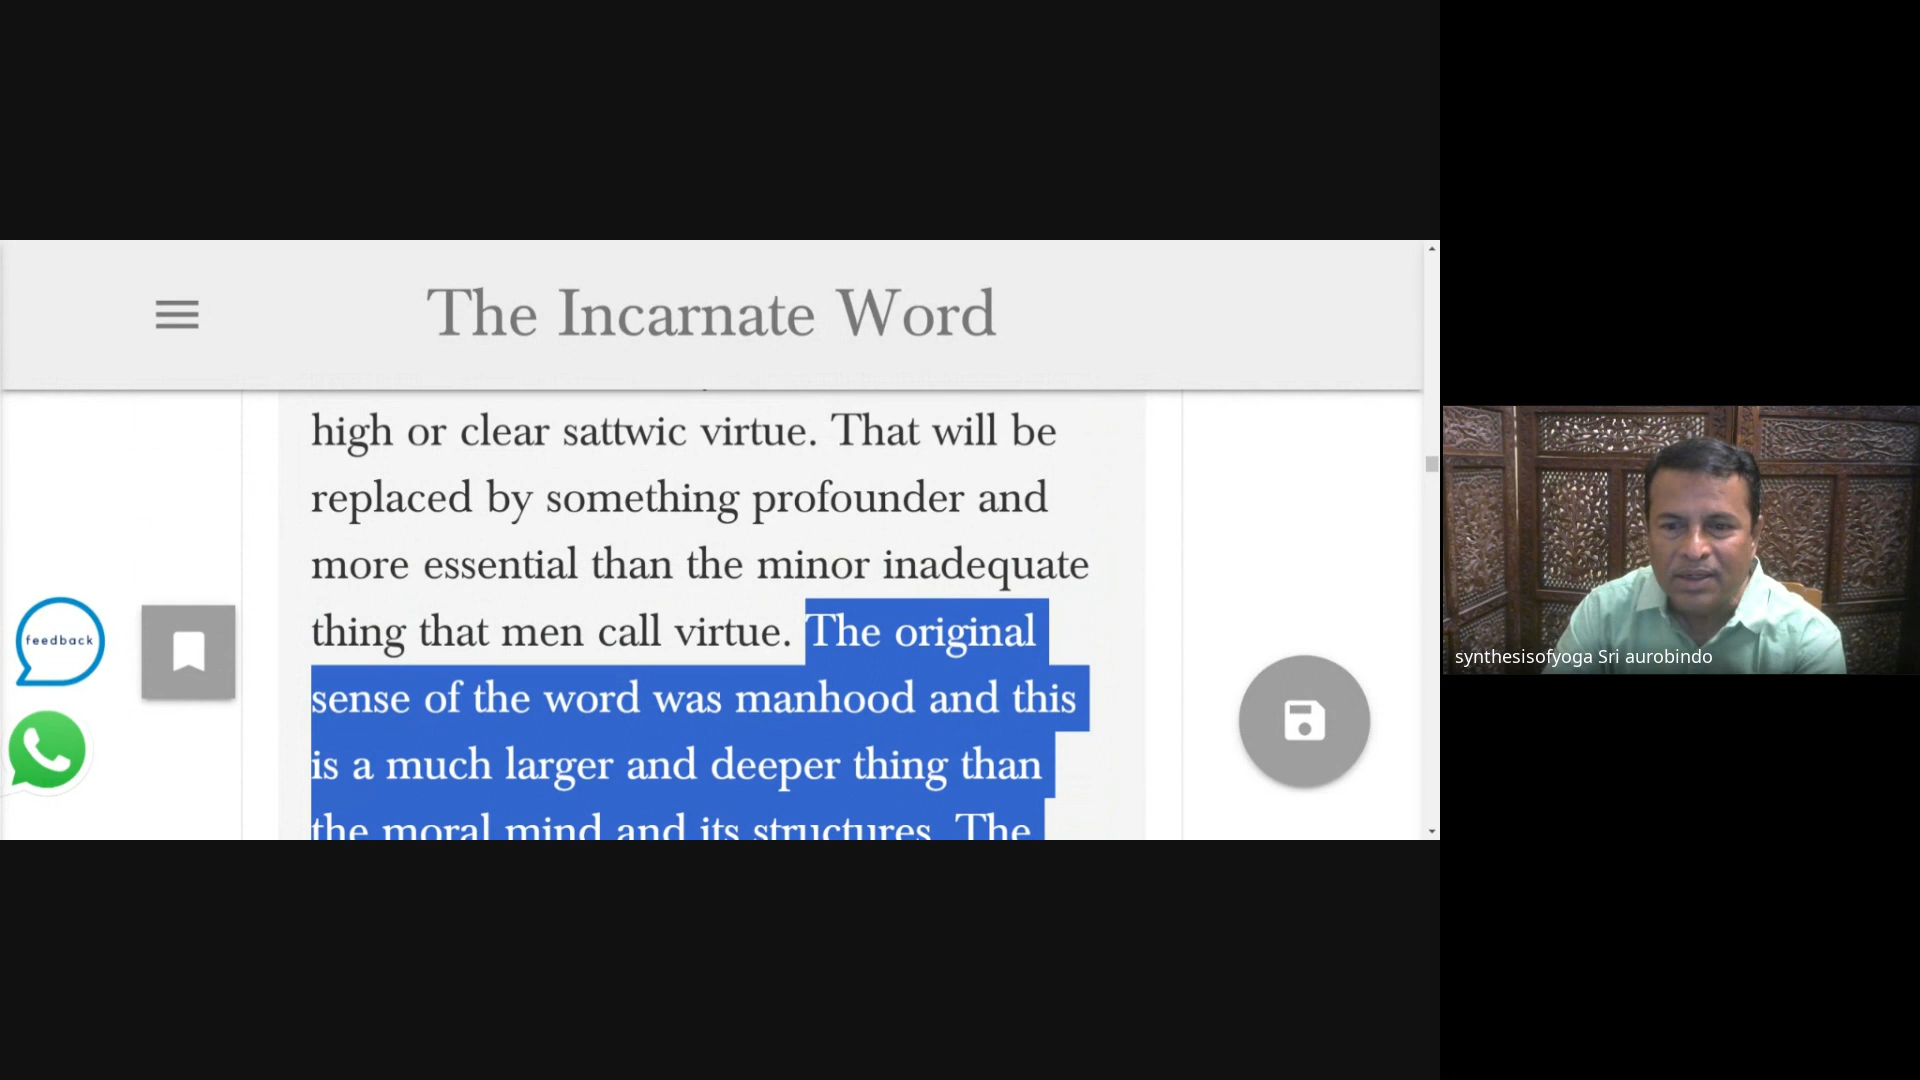 The Incarnate Word
high or clear sattwic virtue. That will be
replaced by something profounder and
more essential than the minor inadequate
thing that men call virtue. The original
sense of the word was manhood and this
is a much larger and deeper thing than
the moral mind and its structures. The
feedback
synthesisofyoga Sri aurobindo